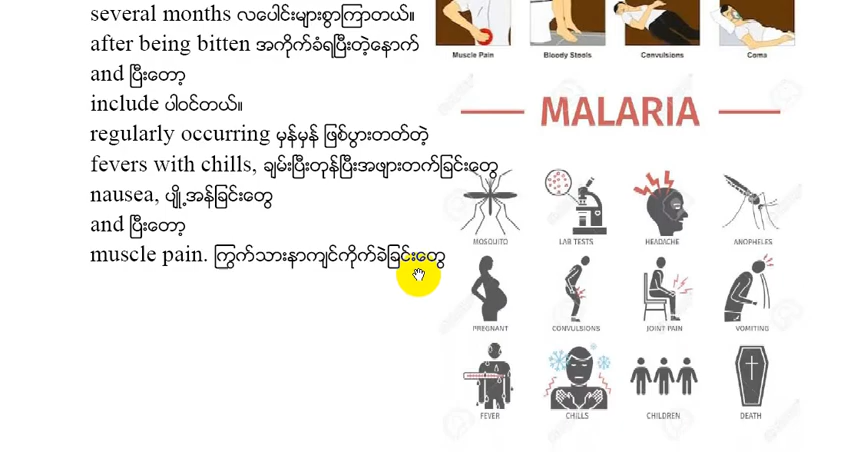 several months လပေါင်းများစွာကြာတယ်။
after being bitten အကိုက်ခံရပြီးတဲ့နောက်
and ပြီးတော့
include ပါဝင်တယ်။
regularly occurring မှန်မှန် ဖြစ်ပွားတတ်တဲ့
fevers with chills, ချမ်းပြီးတုန်ပြီးအဖျားတက်ခြင်းတွေ
nausea, ပျို့အန်ခြင်းတွေ
and ပြီးတော့
muscle pain. ကြွက်သားနာကျင်ကိုက်ခဲခြင်းတွေ
Muscle Pain Bloody Stools Convulsions Coma
MALARIA
MOSQUITO LAB TESTS HEADACHE ANOPHELES
PREGNANT CONVULSIONS JOINT PAIN VOMITING
FEVER CHILLS CHILDREN DEATH